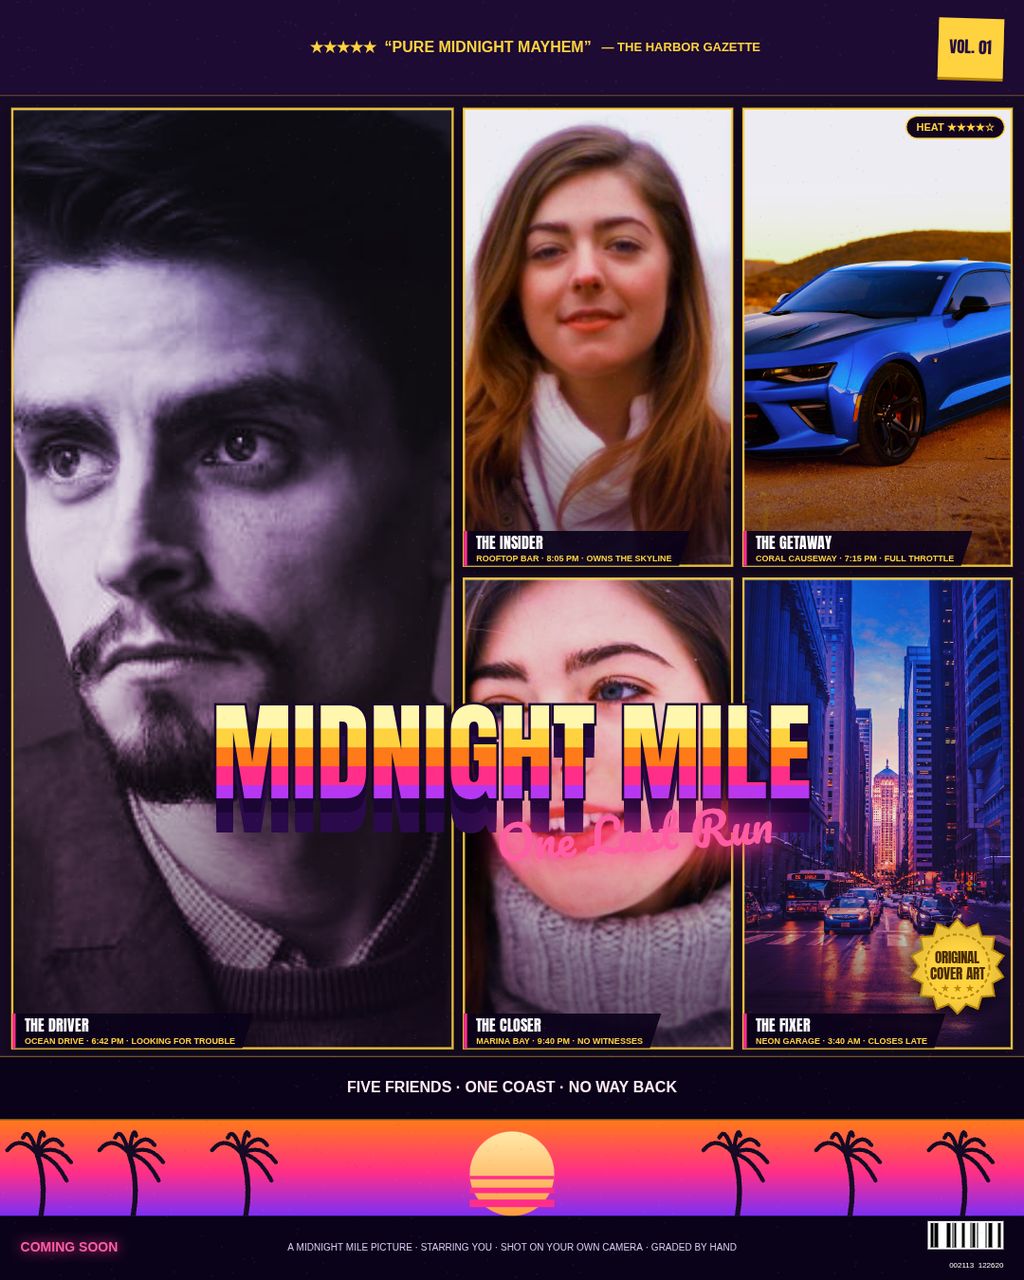 ★★★★★ “PURE MIDNIGHT MAYHEM” — THE HARBOR GAZETTE
VOL. 01
HEAT ★★★★☆
THE INSIDER
ROOFTOP BAR · 8:05 PM · OWNS THE SKYLINE
THE GETAWAY
CORAL CAUSEWAY · 7:15 PM · FULL THROTTLE
MIDNIGHT MILE
One Last Run
ORIGINAL
COVER ART
★ ★ ★
THE DRIVER
OCEAN DRIVE · 6:42 PM · LOOKING FOR TROUBLE
THE CLOSER
MARINA BAY · 9:40 PM · NO WITNESSES
THE FIXER
NEON GARAGE · 3:40 AM · CLOSES LATE
FIVE FRIENDS · ONE COAST · NO WAY BACK
COMING SOON
A MIDNIGHT MILE PICTURE · STARRING YOU · SHOT ON YOUR OWN CAMERA · GRADED BY HAND
002113 122620